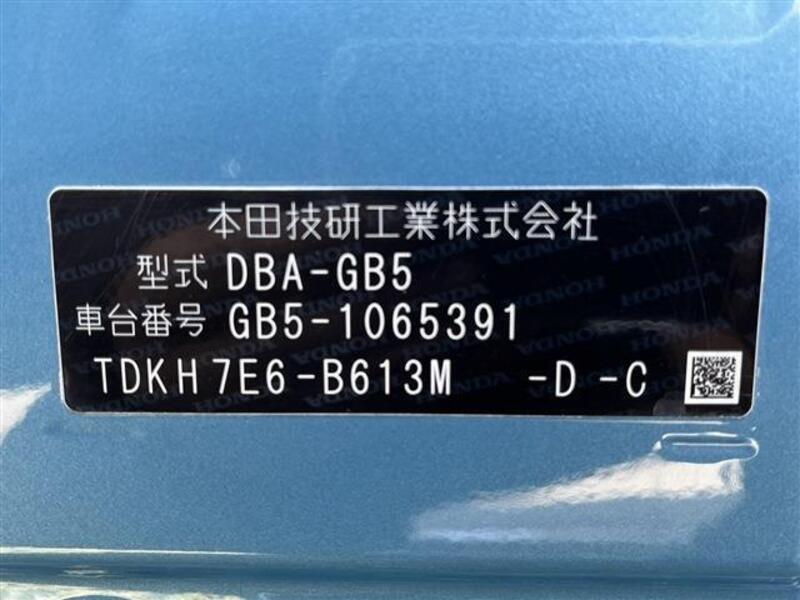 本田技研工業株式会社
型式 DBA-GB5
車台番号 GB5-1065391
TDKH7E6-B613M -D -C